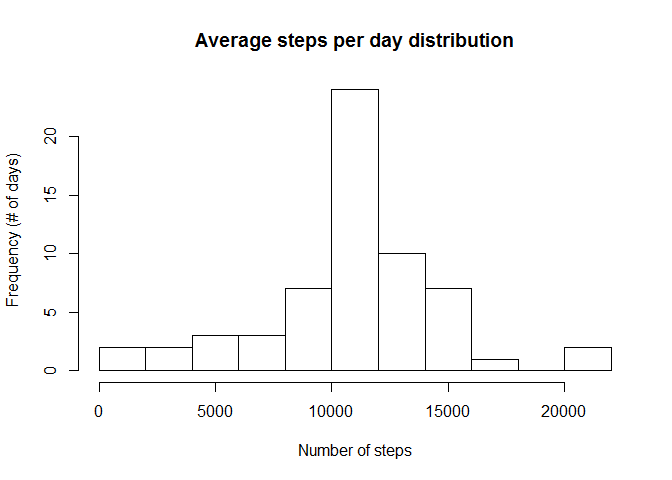 Average steps per day distribution
Frequency (# of days)
20
15
10
5
0
0 5000 10000 15000 20000
Number of steps